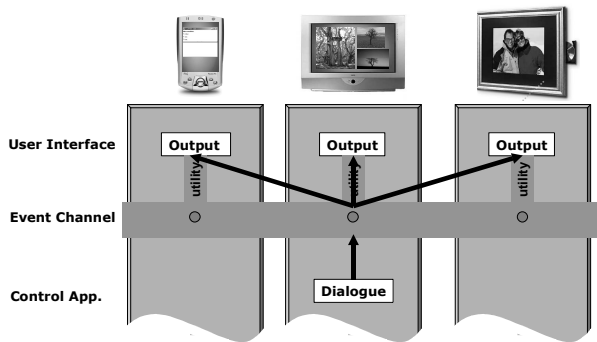 User Interface
Output
Output
Output
utility
utility
utility
Event Channel
Control App.
Dialogue